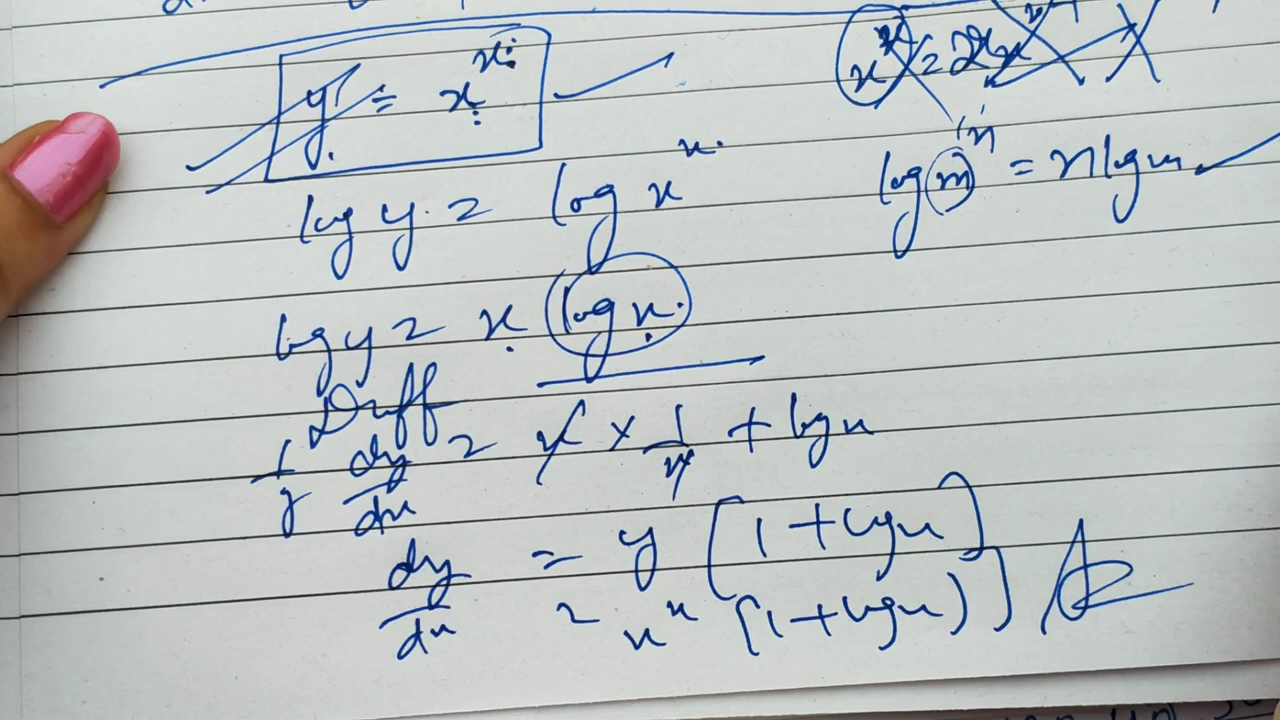 y = x^x
log y = log x^x
log (m)^n = n log m
log y = x (log x)
Diff
1/y dy/dx = x × 1/x + log x
dy/dx = y [1 + log x]
= x^x (1 + log x)]